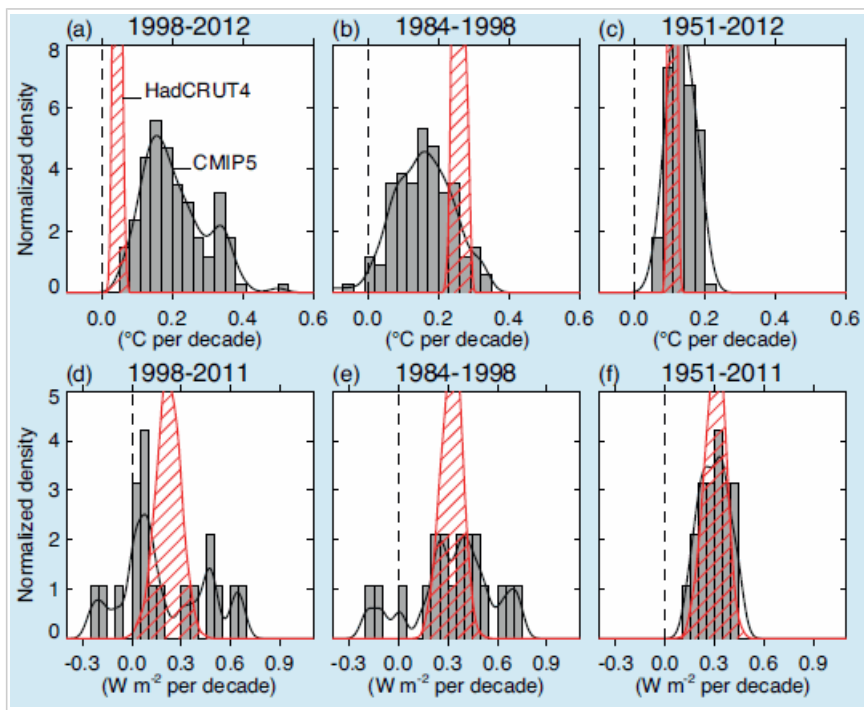 (a) 1998-2012 (b) 1984-1998 (c) 1951-2012
8
6
4
2
0
Normalized density
HadCRUT4
CMIP5
0.0 0.2 0.4 0.6 0.0 0.2 0.4 0.6 0.0 0.2 0.4 0.6
(°C per decade) (°C per decade) (°C per decade)
(d) 1998-2011 (e) 1984-1998 (f) 1951-2011
5
4
3
2
1
0
Normalized density
-0.3 0.0 0.3 0.6 0.9 -0.3 0.0 0.3 0.6 0.9 -0.3 0.0 0.3 0.6 0.9
(W m⁻² per decade) (W m⁻² per decade) (W m⁻² per decade)